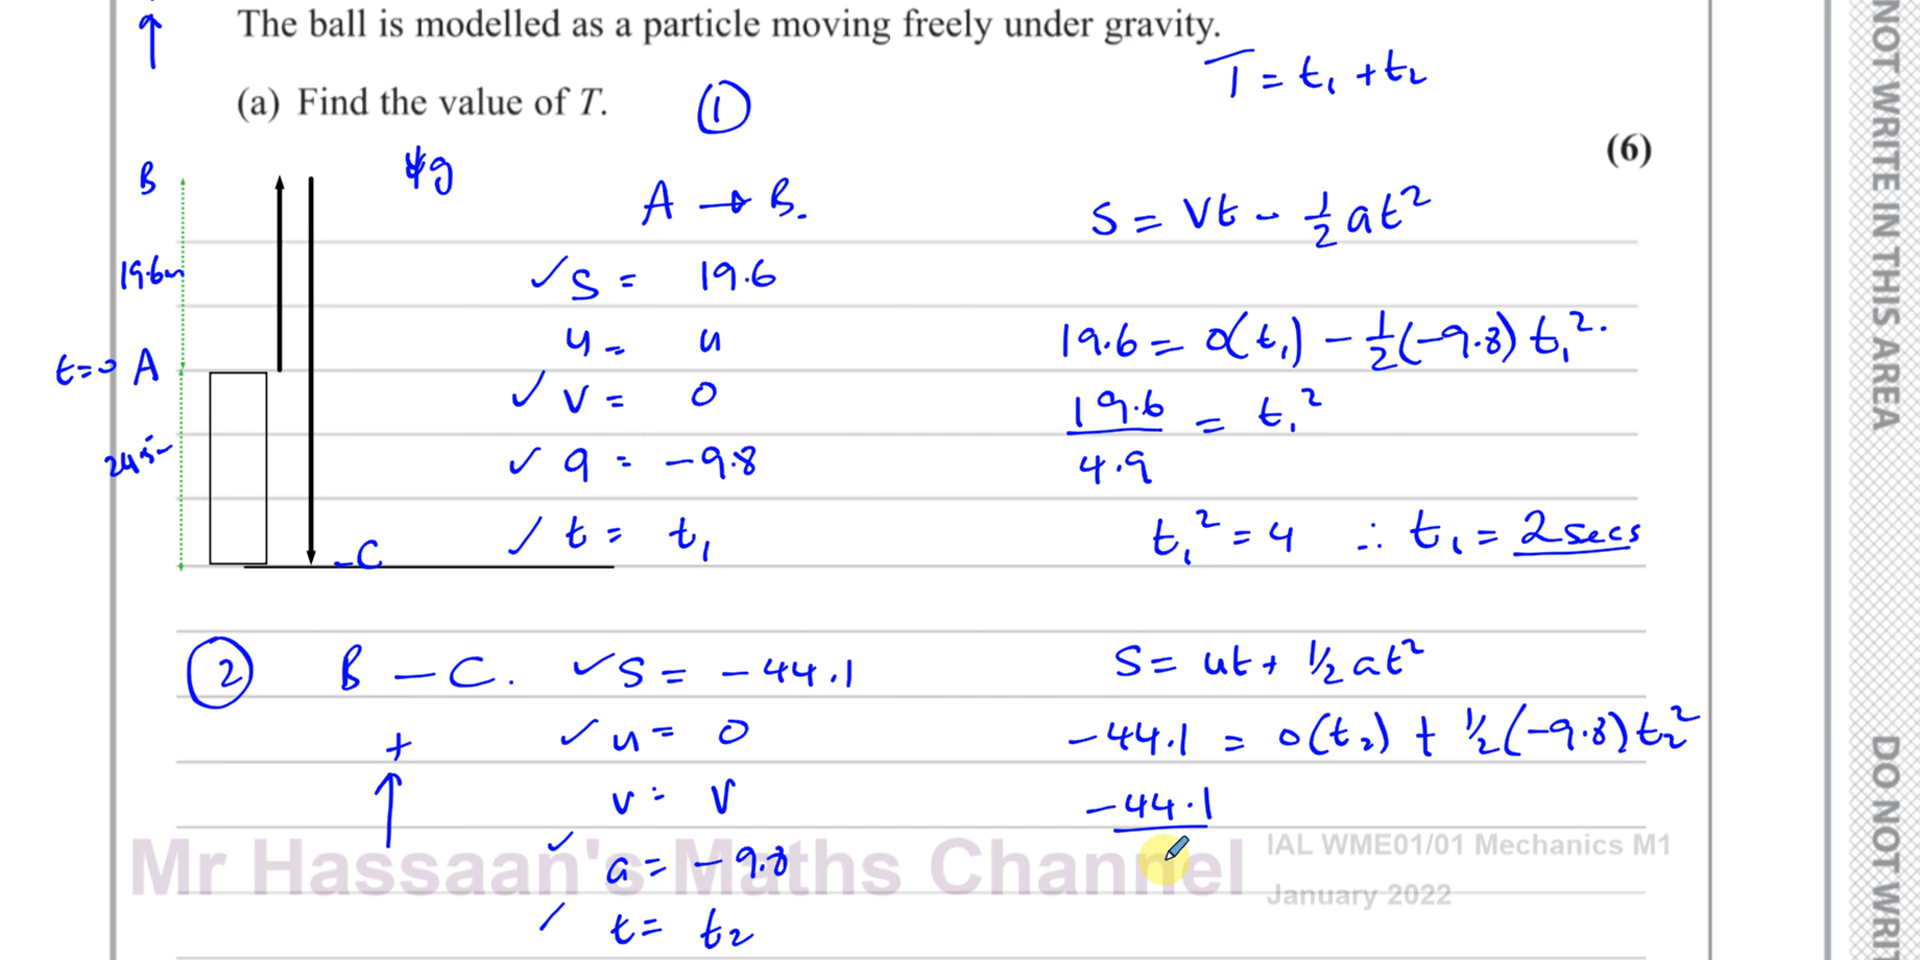 The ball is modelled as a particle moving freely under gravity.
T = t₁ + t₂
(a) Find the value of T.
①
(6)
B
g
A → B.
S = Vt - ½at²
19.6m
✓ S = 19.6
u = u
19.6 = 0(t₁) - ½(-9.8)t₁².
t=0 A
✓ V = 0
19.6/4.9 = t₁²
24.5m
✓ a = -9.8
✓ t = t₁
t₁² = 4 ∴ t₁ = 2 secs
C
② B - C. ✓ S = -44.1
S = ut + ½at²
+
✓ u = 0
-44.1 = 0(t₂) + ½(-9.8)t₂²
v = V
-44.1
✓ a = -9.8
t = t₂
Mr Hassaan's Maths Channel
IAL WME01/01 Mechanics M1
January 2022
NOT WRITE IN THIS AREA
DO NOT WRIT